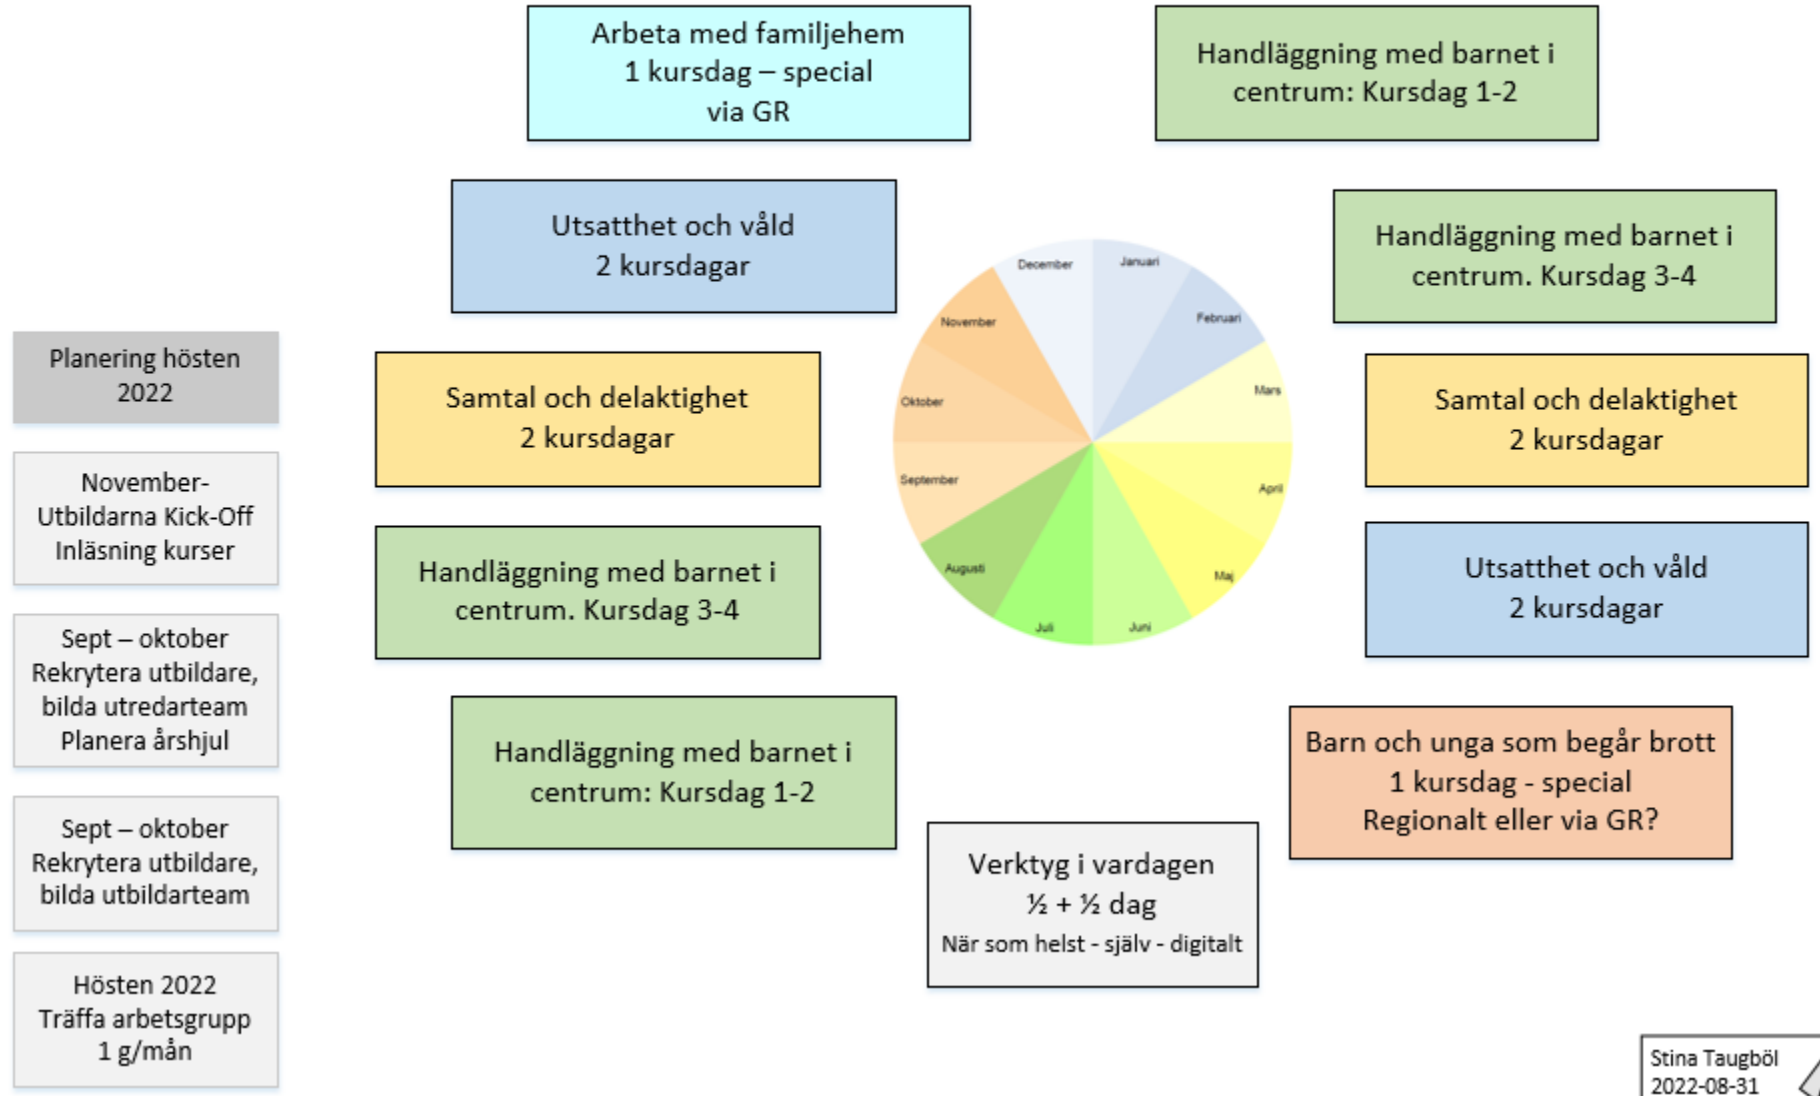 Arbeta med familjehem
1 kursdag – special
via GR
Handläggning med barnet i
centrum: Kursdag 1-2
Utsatthet och våld
2 kursdagar
Handläggning med barnet i
centrum. Kursdag 3-4
December
Januari
Februari
Mars
April
Maj
Juni
Juli
Augusti
September
Oktober
November
Planering hösten
2022
Samtal och delaktighet
2 kursdagar
Samtal och delaktighet
2 kursdagar
November-
Utbildarna Kick-Off
Inläsning kurser
Handläggning med barnet i
centrum. Kursdag 3-4
Utsatthet och våld
2 kursdagar
Sept – oktober
Rekrytera utbildare,
bilda utredarteam
Planera årshjul
Handläggning med barnet i
centrum: Kursdag 1-2
Barn och unga som begår brott
1 kursdag - special
Regionalt eller via GR?
Sept – oktober
Rekrytera utbildare,
bilda utbildarteam
Verktyg i vardagen
½ + ½ dag
När som helst - själv - digitalt
Hösten 2022
Träffa arbetsgrupp
1 g/mån
Stina Taugböl
2022-08-31